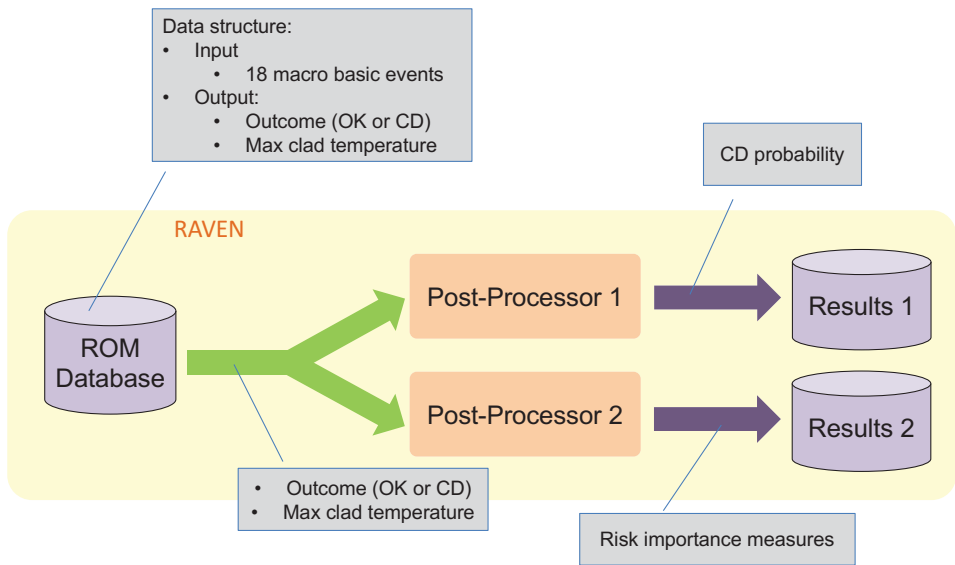 Data structure:
• Input
• 18 macro basic events
• Output:
• Outcome (OK or CD)
• Max clad temperature
CD probability
RAVEN
ROM
Database
Post-Processor 1
Results 1
Post-Processor 2
Results 2
• Outcome (OK or CD)
• Max clad temperature
Risk importance measures